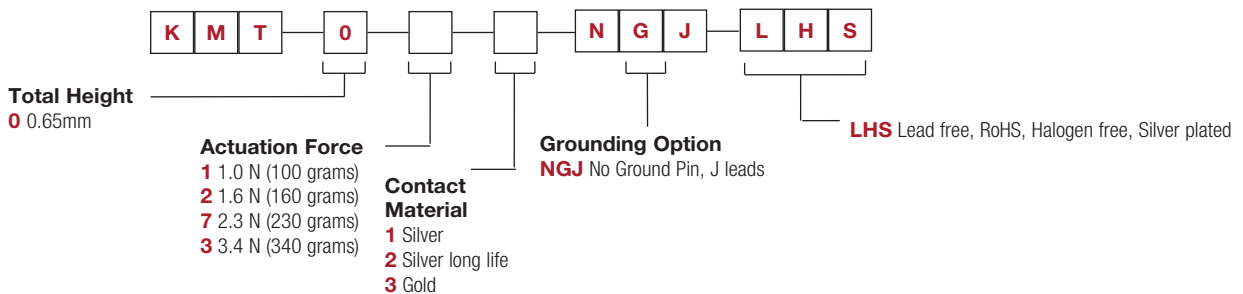 K M T 0 N G J L H S
Total Height
0 0.65mm
Actuation Force
1 1.0 N (100 grams)
2 1.6 N (160 grams)
7 2.3 N (230 grams)
3 3.4 N (340 grams)
Contact
Material
1 Silver
2 Silver long life
3 Gold
Grounding Option
NGJ No Ground Pin, J leads
LHS Lead free, RoHS, Halogen free, Silver plated